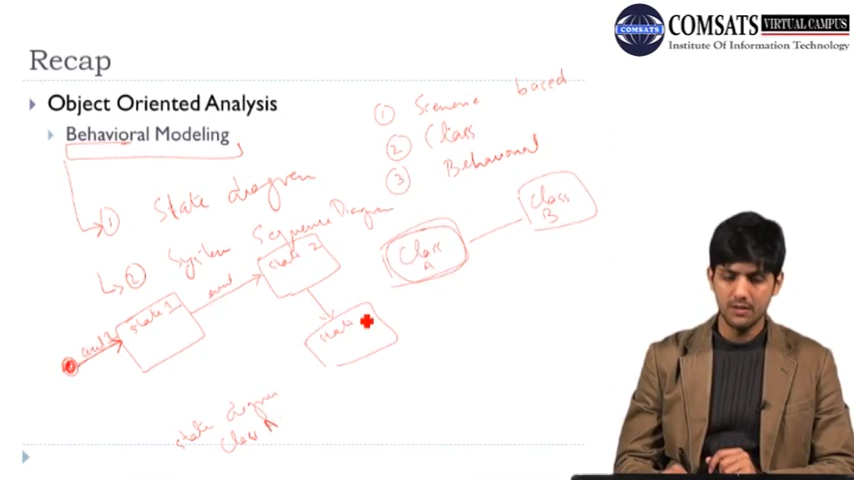 COMSATS VIRTUAL CAMPUS
COMSATS
Institute Of Information Technology
Recap
Object Oriented Analysis
Behavioral Modeling
① based
② Class
③ Behavioral
① State diagram
② System Sequence Diagram
Class
A
Class
B
state 1
event
state 2
state
state diagram
class A